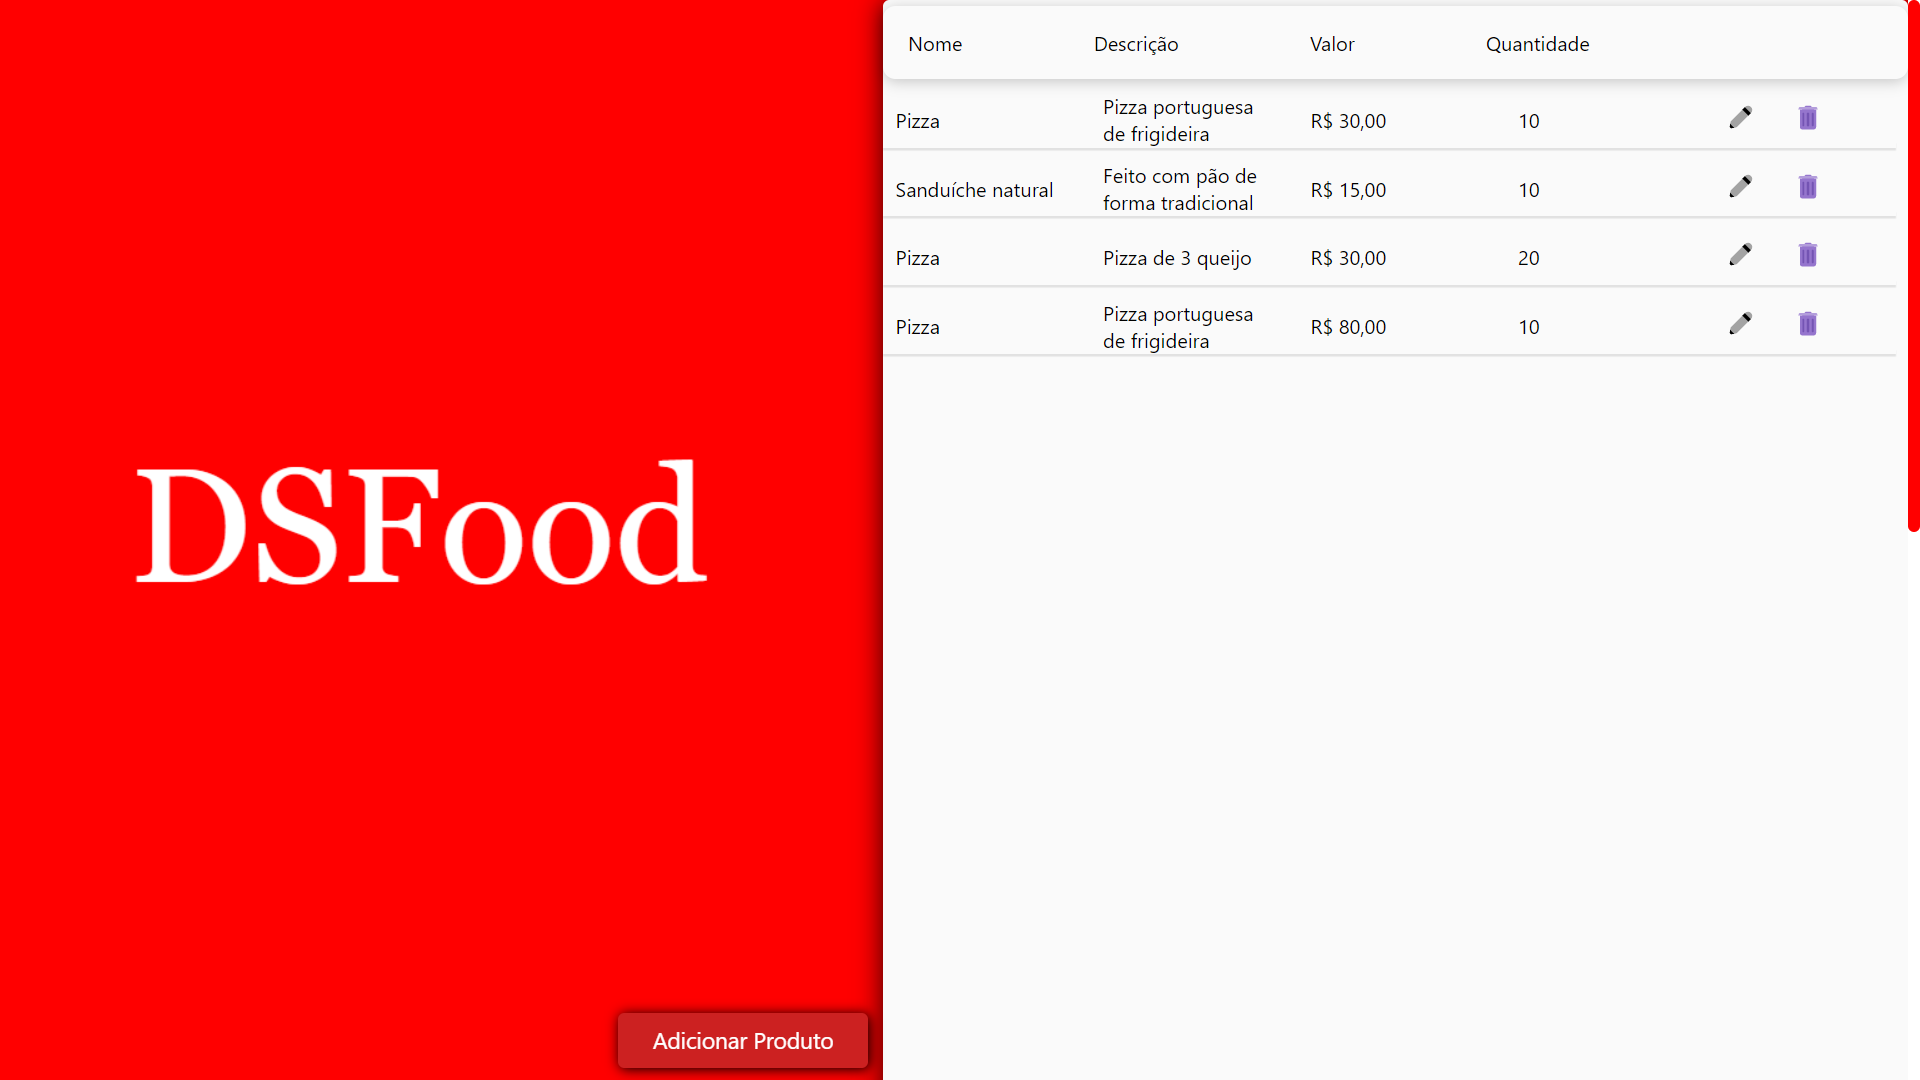 DSFood
Adicionar Produto
Nome Descrição Valor Quantidade
Pizza Pizza portuguesa de frigideira R$ 30,00 10
Sanduíche natural Feito com pão de forma tradicional R$ 15,00 10
Pizza Pizza de 3 queijo R$ 30,00 20
Pizza Pizza portuguesa de frigideira R$ 80,00 10